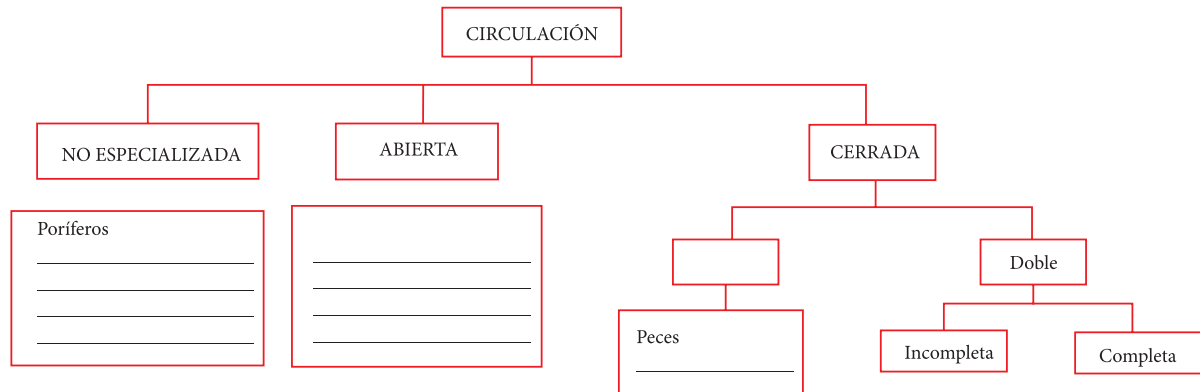 CIRCULACIÓN
NO ESPECIALIZADA
ABIERTA
CERRADA
Poríferos
Doble
Peces
Incompleta
Completa